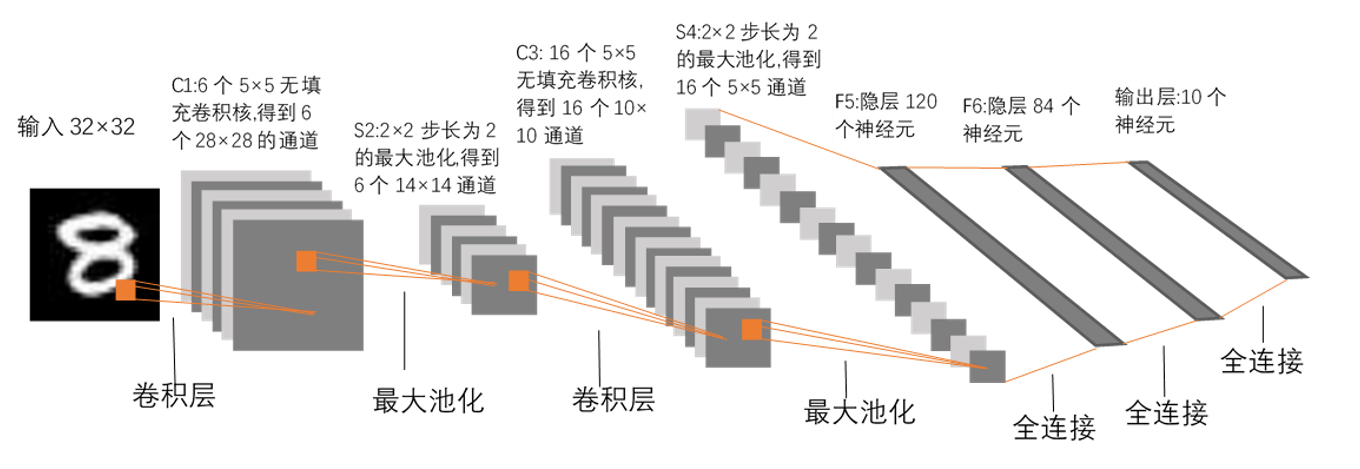 输入 32×32
C1:6 个 5×5 无填
充卷积核,得到 6
个 28×28 的通道
S2:2×2 步长为 2
的最大池化,得到
6 个 14×14 通道
C3: 16 个 5×5
无填充卷积核,
得到 16 个 10×
10 通道
S4:2×2 步长为 2
的最大池化,得到
16 个 5×5 通道
F5:隐层 120
个神经元
F6:隐层 84 个
神经元
输出层:10 个
神经元
卷积层
最大池化
卷积层
最大池化
全连接
全连接
全连接